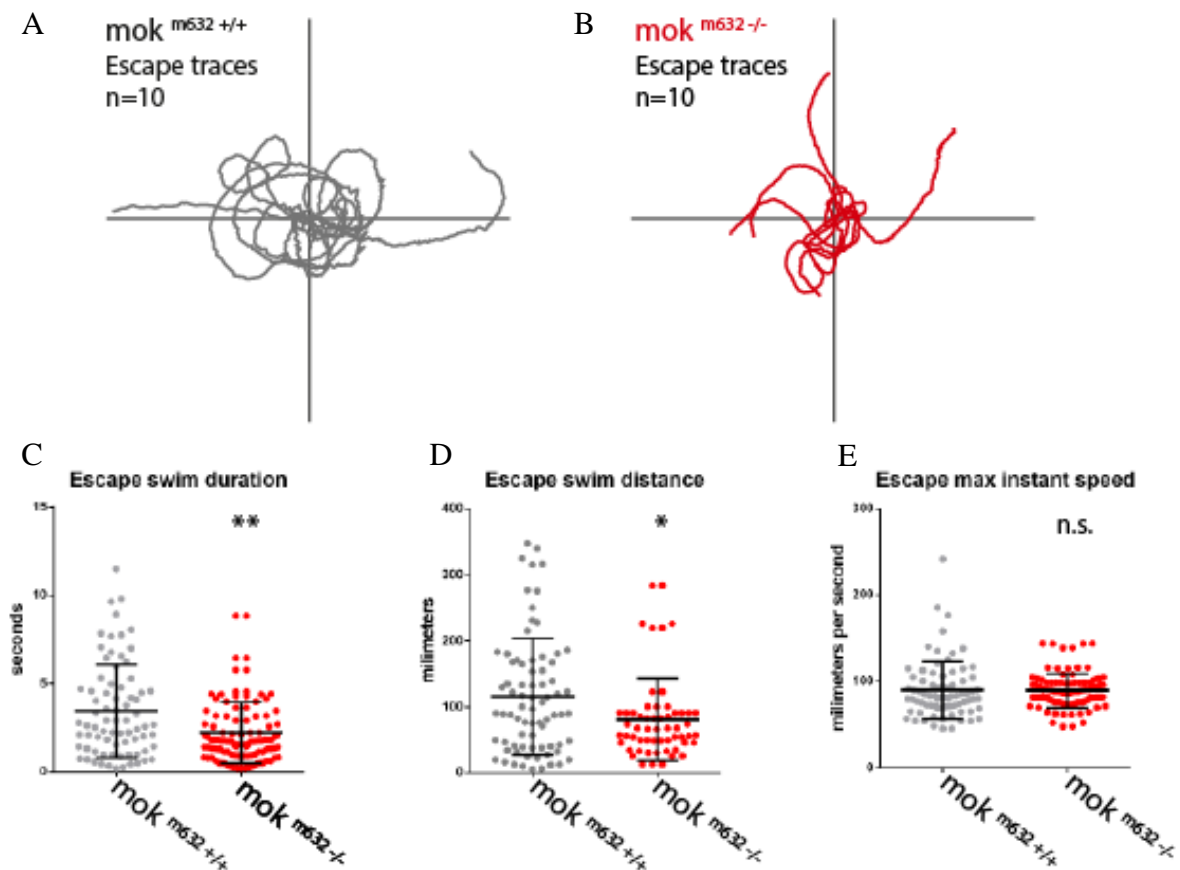 A
mok m632 +/+
Escape traces
n=10
B
mok m632 -/-
Escape traces
n=10
C
Escape swim duration
**
15
10
5
0
seconds
mok m632 +/+
mok m632 -/-
D
Escape swim distance
*
400
300
200
100
0
milimeters
mok m632 +/+
mok m632 -/-
E
Escape max instant speed
n.s.
300
200
100
0
milimeters per second
mok m632 +/+
mok m632 -/-